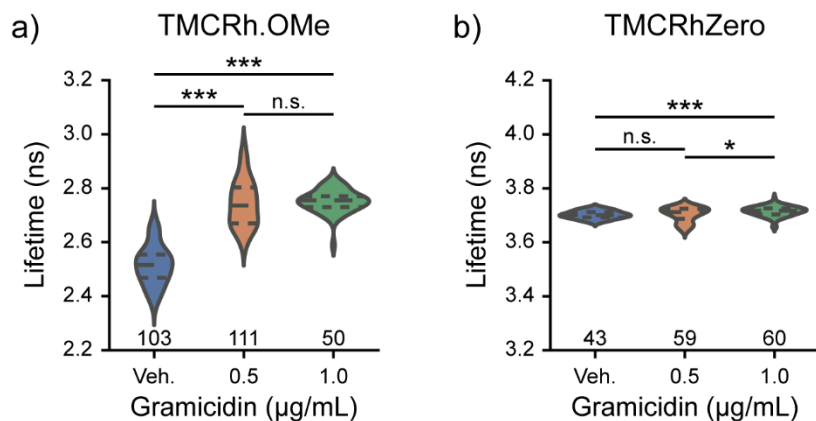 a)
TMCRh.OMe
Lifetime (ns)
3.2
3.0
2.8
2.6
2.4
2.2
***
***
n.s.
103
111
50
Veh.
0.5
1.0
Gramicidin (µg/mL)
b)
TMCRhZero
Lifetime (ns)
4.2
4.0
3.8
3.6
3.4
3.2
***
n.s.
*
43
59
60
Veh.
0.5
1.0
Gramicidin (µg/mL)